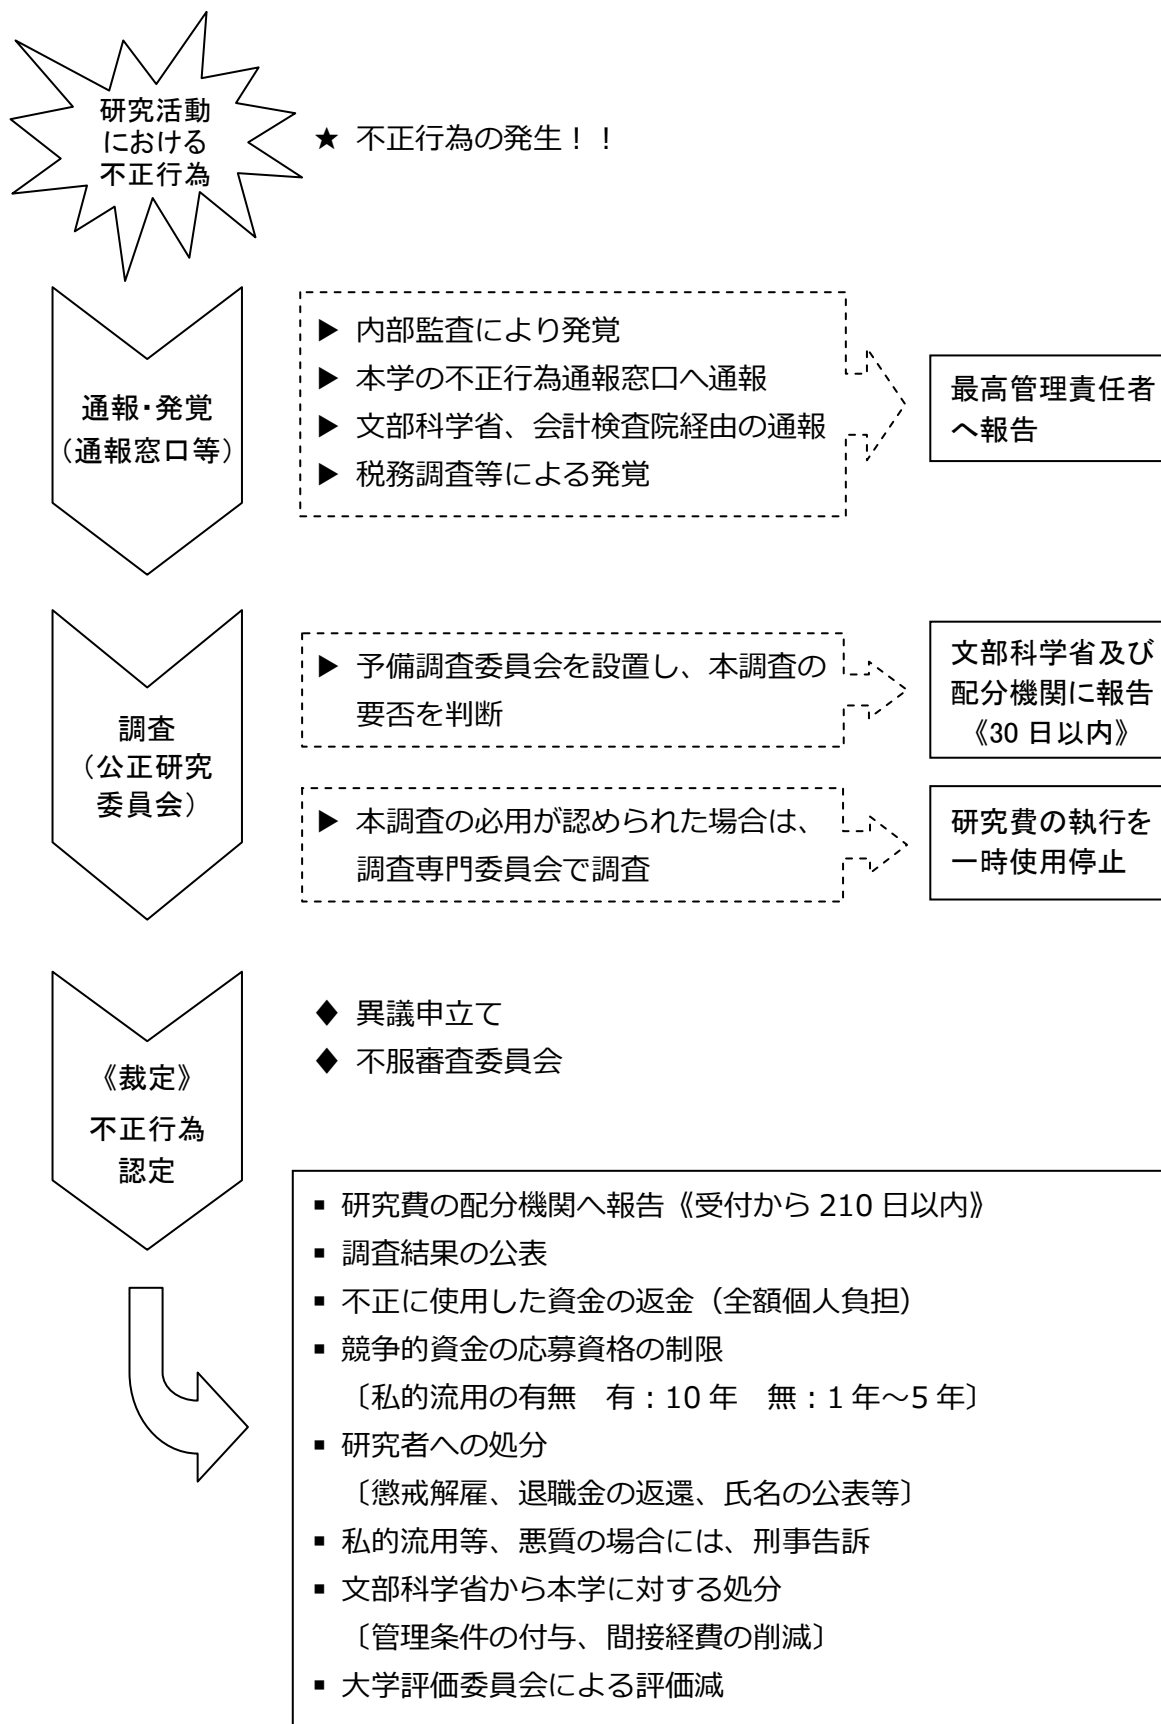 研究活動
における
不正行為
★ 不正行為の発生！！
通報・発覚
（通報窓口等）
▶ 内部監査により発覚
▶ 本学の不正行為通報窓口へ通報
▶ 文部科学省、会計検査院経由の通報
▶ 税務調査等による発覚
最高管理責任者
へ報告
調査
（公正研究
委員会）
▶ 予備調査委員会を設置し、本調査の
要否を判断
文部科学省及び
配分機関に報告
《30 日以内》
▶ 本調査の必用が認められた場合は、
調査専門委員会で調査
研究費の執行を
一時使用停止
《裁定》
不正行為
認定
◆ 異議申立て
◆ 不服審査委員会
▪ 研究費の配分機関へ報告《受付から 210 日以内》
▪ 調査結果の公表
▪ 不正に使用した資金の返金（全額個人負担）
▪ 競争的資金の応募資格の制限
〔私的流用の有無　有：10 年　無：1 年～5 年〕
▪ 研究者への処分
〔懲戒解雇、退職金の返還、氏名の公表等〕
▪ 私的流用等、悪質の場合には、刑事告訴
▪ 文部科学省から本学に対する処分
〔管理条件の付与、間接経費の削減〕
▪ 大学評価委員会による評価減